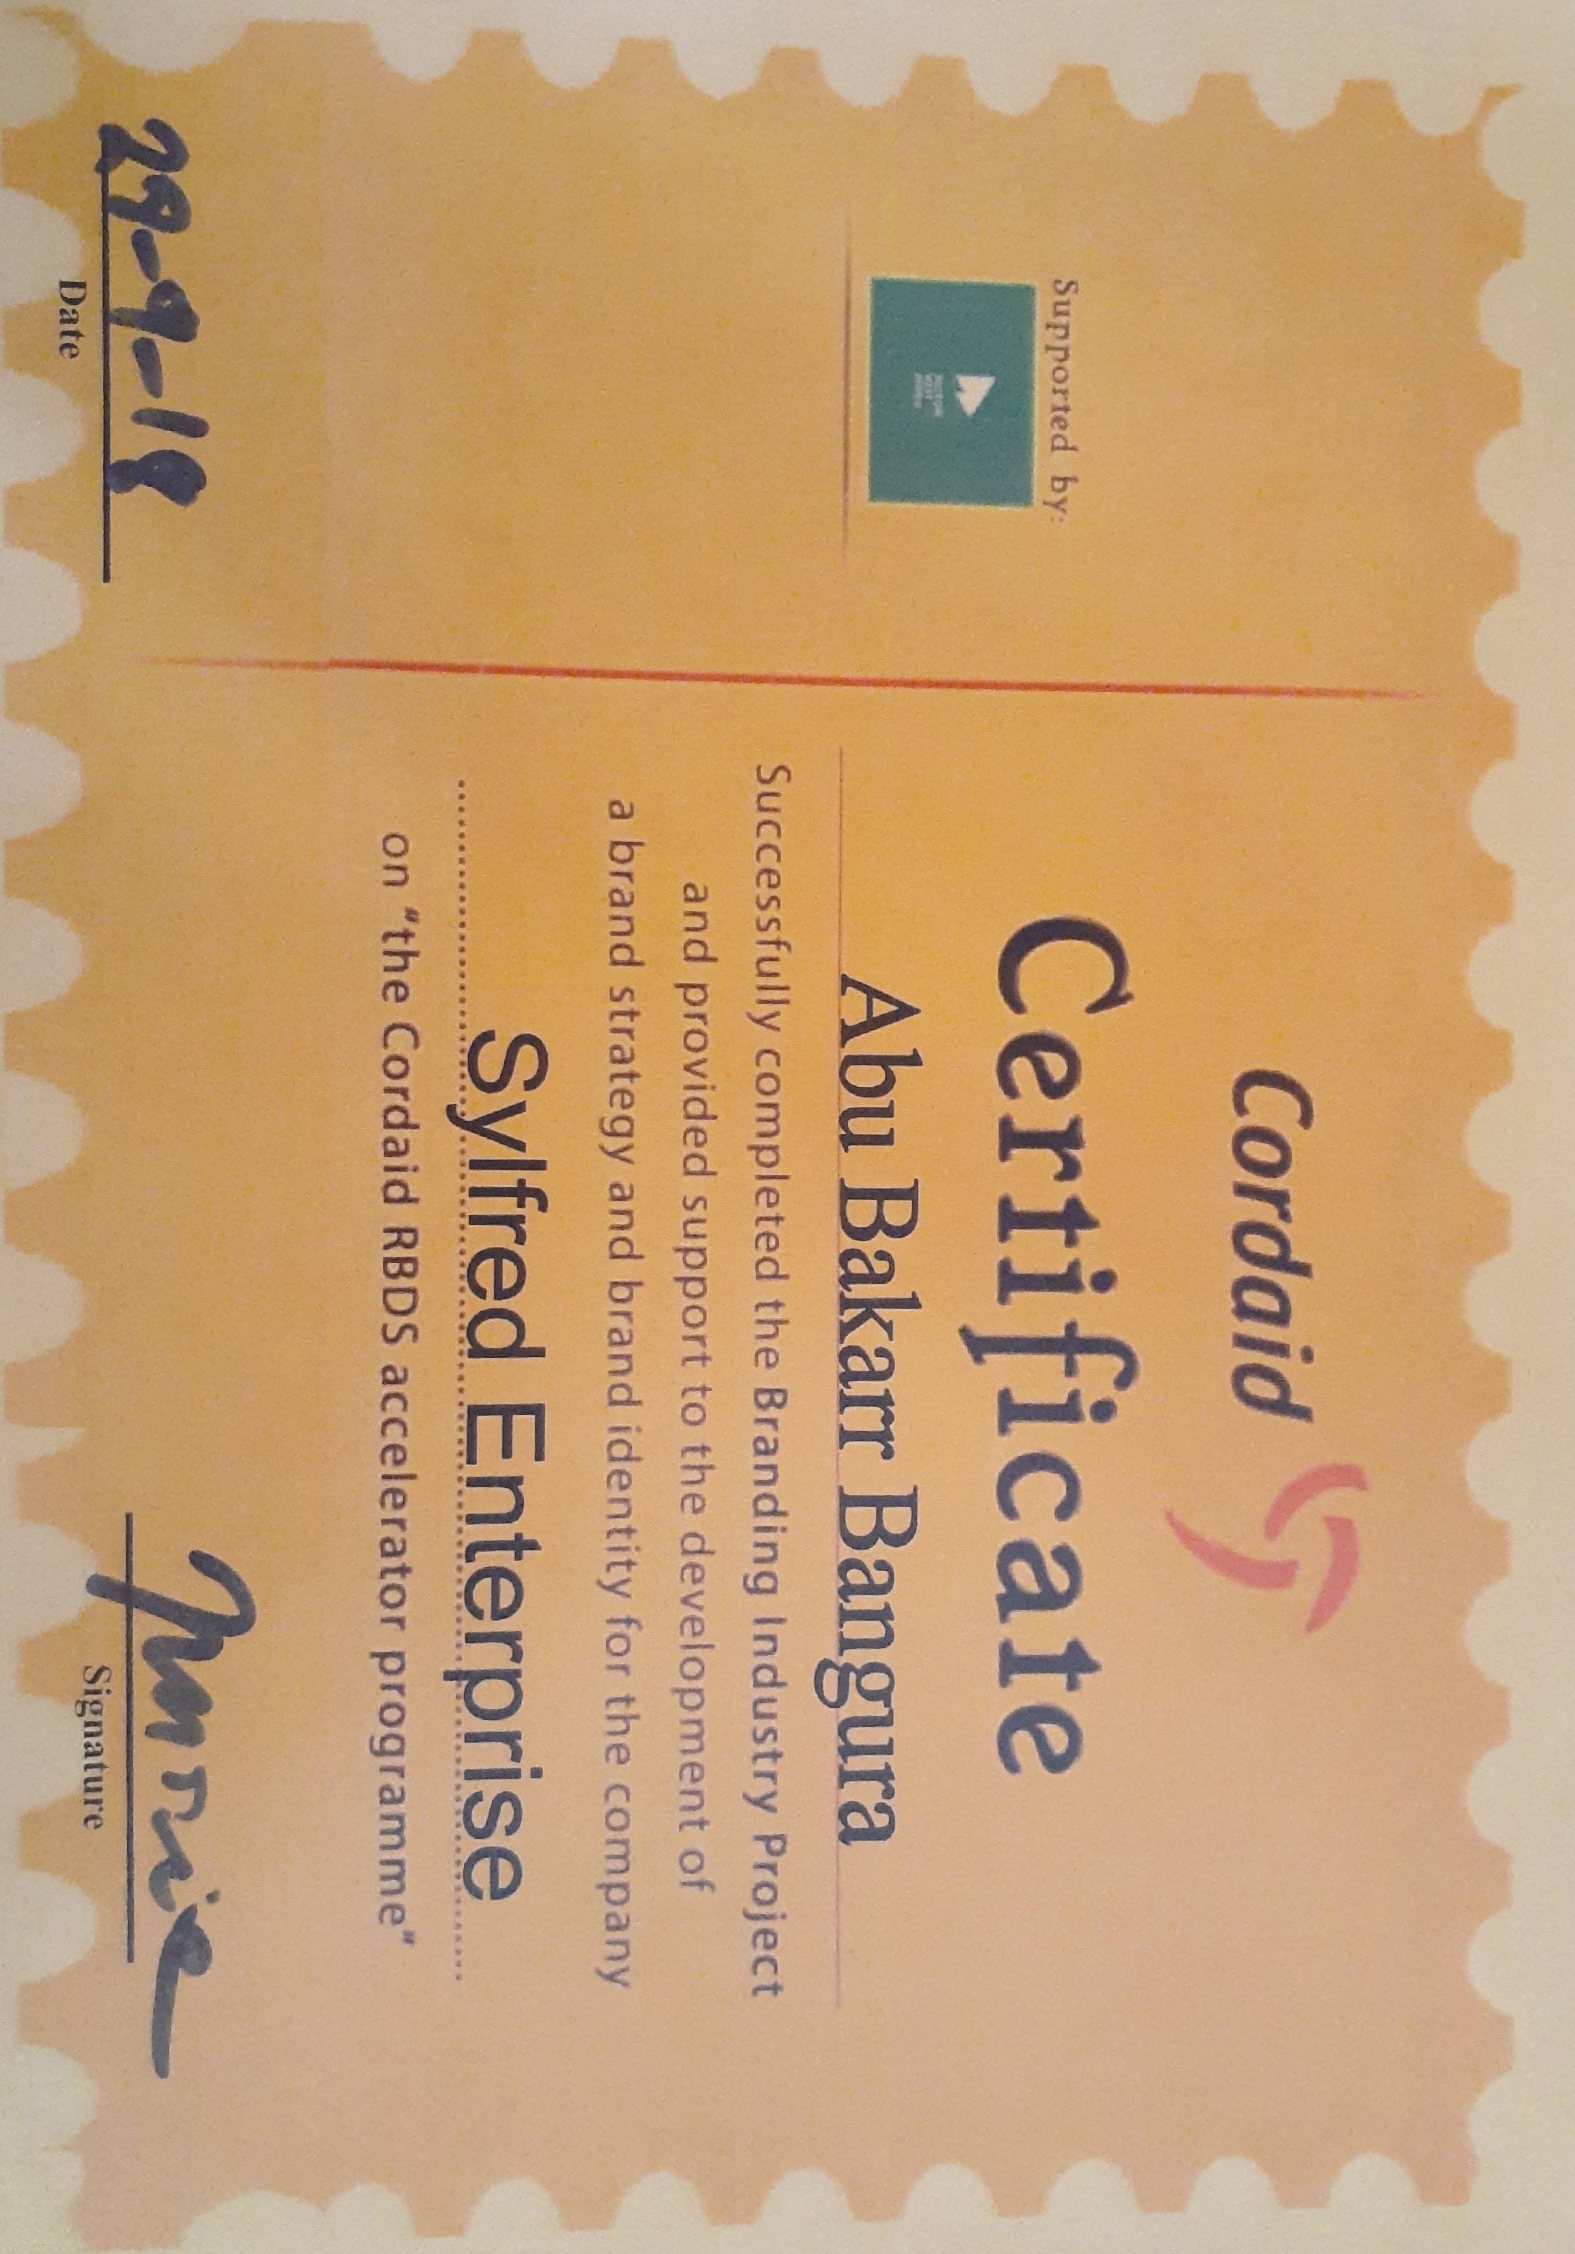 Cordaid
Certificate
Supported by:
Abu Bakarr Bangura
Successfully completed the Branding Industry Project
and provided support to the development of
a brand strategy and brand identity for the company
Sylfred Enterprise
on "the Cordaid RBDS accelerator programme"
29-9-18
Date
Signature